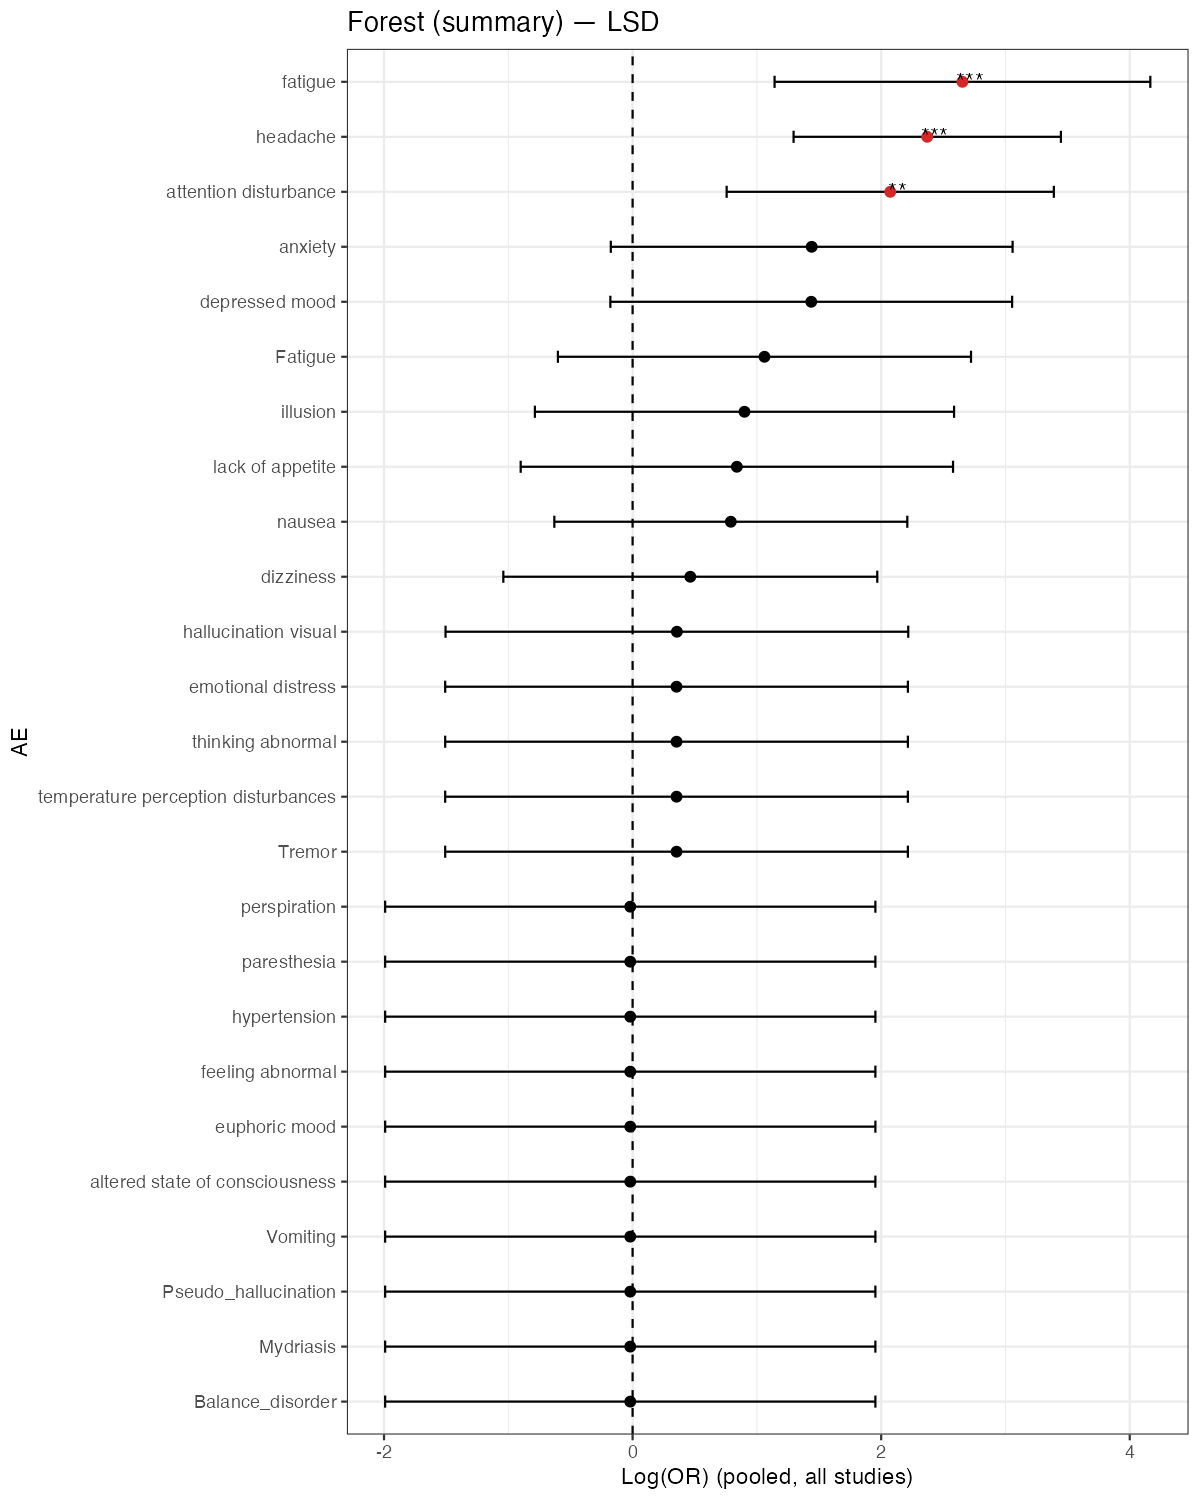 Forest (summary) — LSD
fatigue
***
headache
***
attention disturbance
**
anxiety
depressed mood
Fatigue
illusion
lack of appetite
nausea
dizziness
hallucination visual
emotional distress
thinking abnormal
temperature perception disturbances
Tremor
perspiration
paresthesia
hypertension
feeling abnormal
euphoric mood
altered state of consciousness
Vomiting
Pseudo_hallucination
Mydriasis
Balance_disorder
AE
-2 0 2 4
Log(OR) (pooled, all studies)